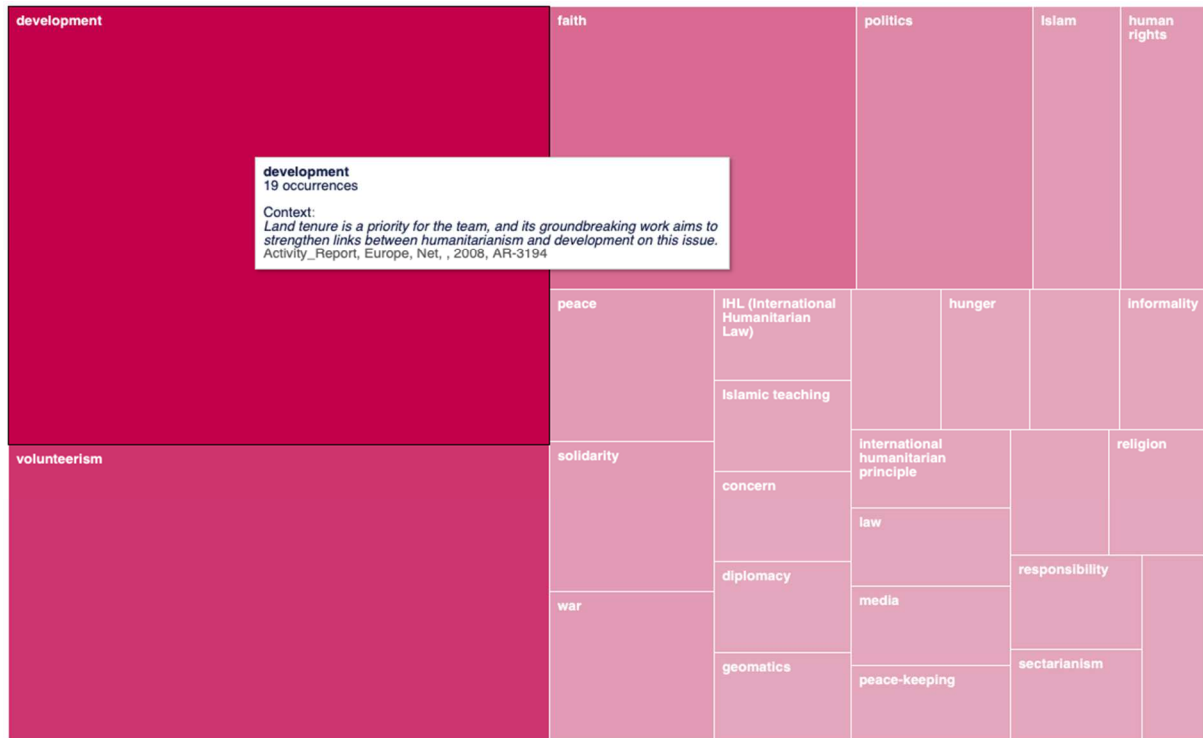 development
faith
politics
Islam
human
rights
development
19 occurrences
Context:
Land tenure is a priority for the team, and its groundbreaking work aims to
strengthen links between humanitarianism and development on this issue.
Activity_Report, Europe, Net, , 2008, AR-3194
peace
IHL (International
Humanitarian
Law)
hunger
informality
Islamic teaching
volunteerism
solidarity
international
humanitarian
principle
religion
concern
law
diplomacy
responsibility
war
media
geomatics
peace-keeping
sectarianism